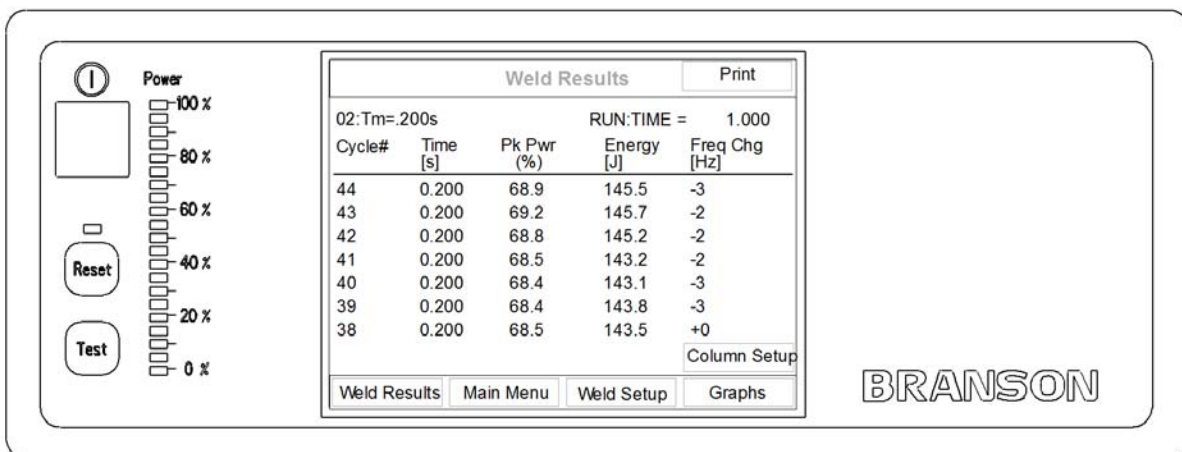 Power
100 %
80 %
60 %
40 %
20 %
0 %
Reset
Test
Weld Results Print
02:Tm=.200s RUN:TIME = 1.000
Cycle# Time Pk Pwr Energy Freq Chg
[s] (%) [J] [Hz]
44 0.200 68.9 145.5 -3
43 0.200 69.2 145.7 -2
42 0.200 68.8 145.2 -2
41 0.200 68.5 143.2 -2
40 0.200 68.4 143.1 -3
39 0.200 68.4 143.8 -3
38 0.200 68.5 143.5 +0
Column Setup
Weld Results Main Menu Weld Setup Graphs
BRANSON